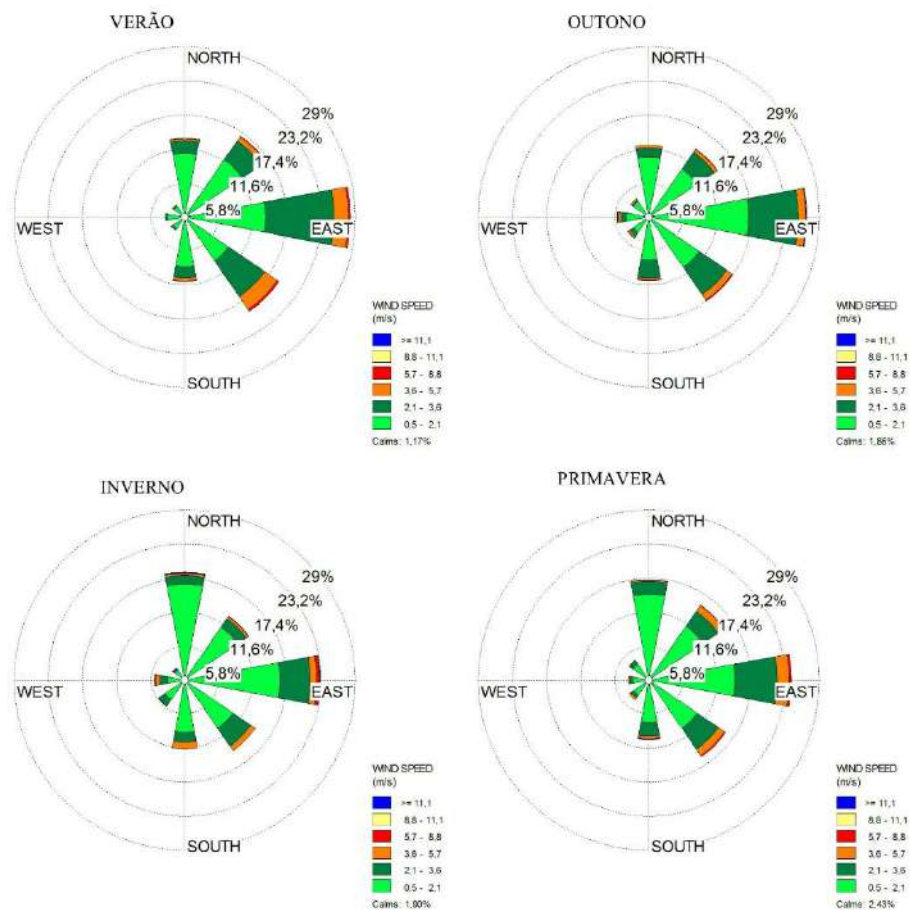 VERÃO
NORTH
29%
23,2%
17,4%
11,6%
5,8%
WEST
EAST
SOUTH
WIND SPEED
(m/s)
>= 11,1
8,8 - 11,1
5,7 - 8,8
3,6 - 5,7
2,1 - 3,6
0,5 - 2,1
Calms: 1,17%
OUTONO
NORTH
29%
23,2%
17,4%
11,6%
5,8%
WEST
EAST
SOUTH
WIND SPEED
(m/s)
>= 11,1
8,8 - 11,1
5,7 - 8,8
3,6 - 5,7
2,1 - 3,6
0,5 - 2,1
Calms:
INVERNO
NORTH
29%
23,2%
17,4%
11,6%
5,8%
WEST
EAST
SOUTH
WIND SPEED
(m/s)
>= 11,1
8,8 - 11,1
5,7 - 8,8
3,6 - 5,7
2,1 - 3,6
0,5 - 2,1
Calms:
PRIMAVERA
NORTH
29%
23,2%
17,4%
11,6%
5,8%
WEST
EAST
SOUTH
WIND SPEED
(m/s)
>= 11,1
8,8 - 11,1
5,7 - 8,8
3,6 - 5,7
2,1 - 3,6
0,5 - 2,1
Calms: 2,43%